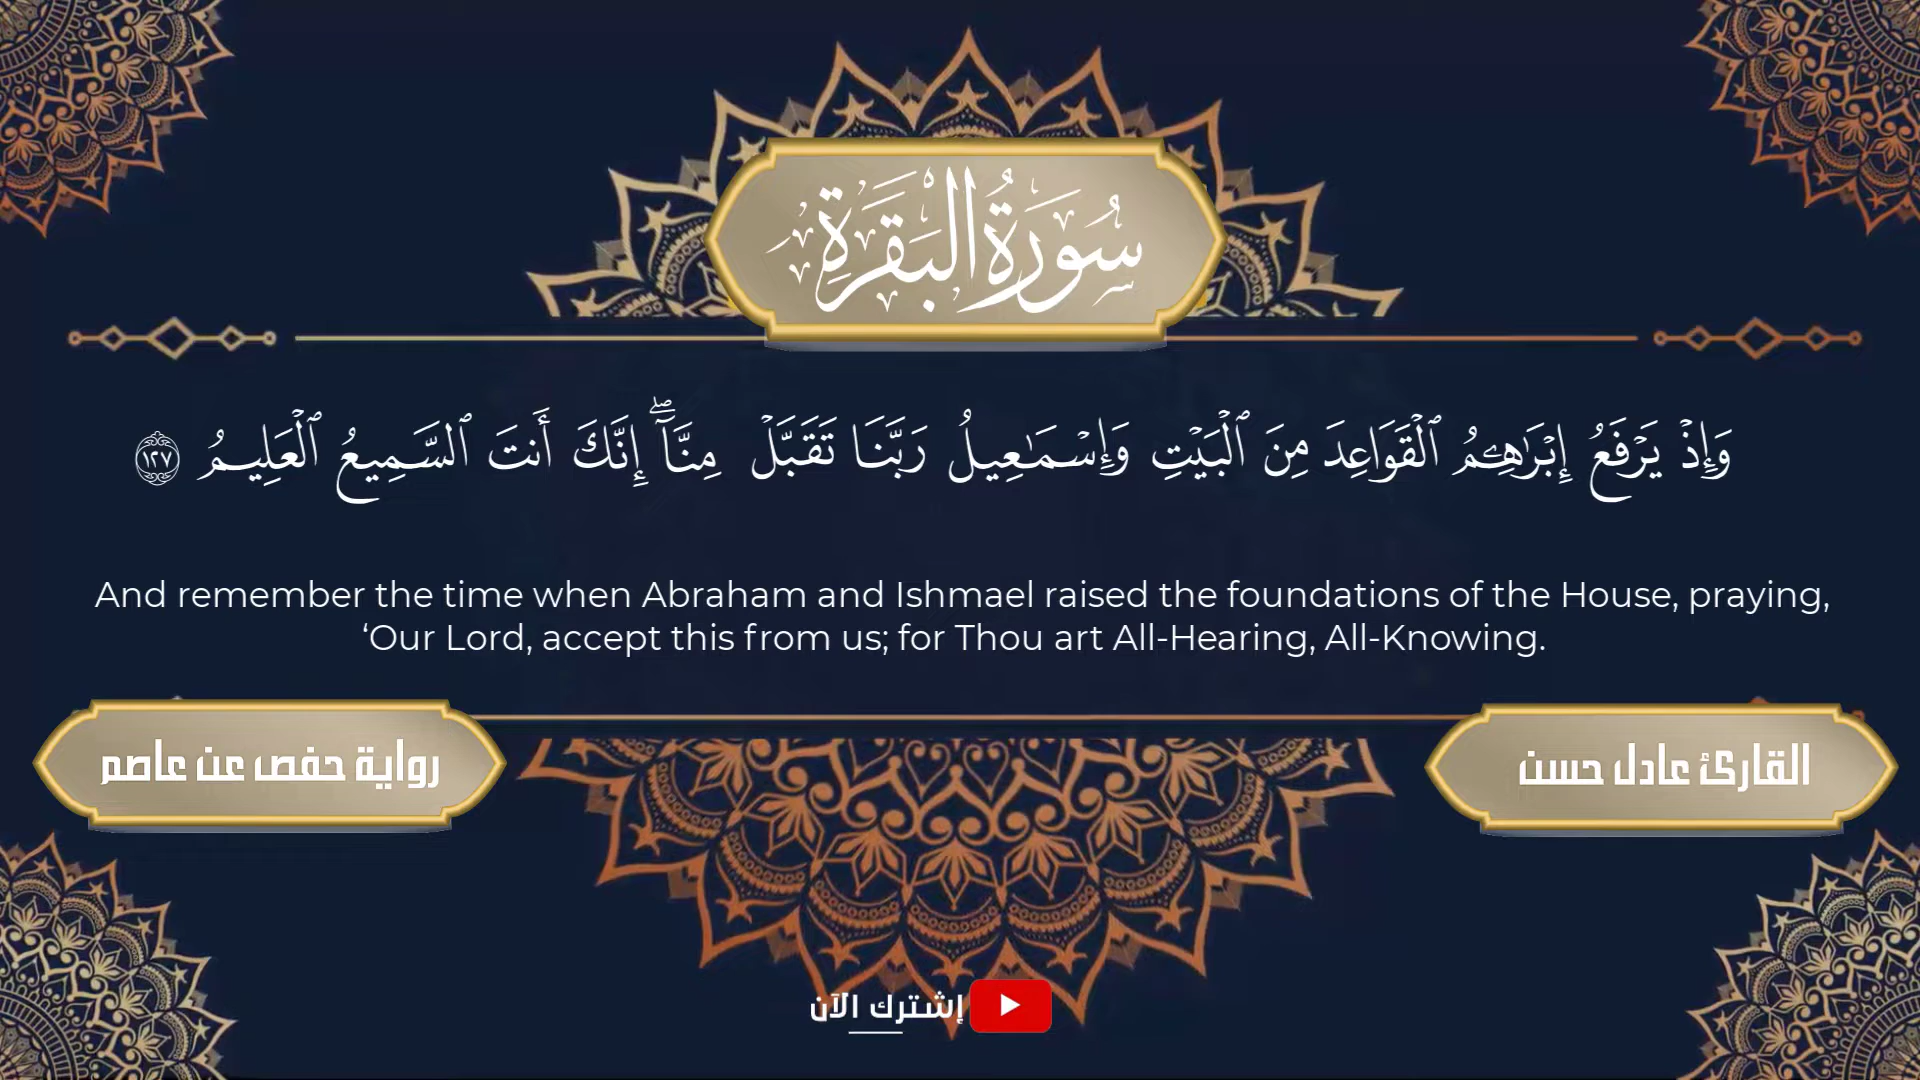 سُورَةُ البَقَرَةِ
وَإِذْ يَرْفَعُ إِبْرَٰهِـۧمُ ٱلْقَوَاعِدَ مِنَ ٱلْبَيْتِ وَإِسْمَـٰعِيلُ رَبَّنَا تَقَبَّلْ مِنَّآ ۖ إِنَّكَ أَنتَ ٱلسَّمِيعُ ٱلْعَلِيمُ ١٢٧
And remember the time when Abraham and Ishmael raised the foundations of the House, praying,
‘Our Lord, accept this from us; for Thou art All-Hearing, All-Knowing.
القارئ عادل حسن
رواية حفص عن عاصم
إشترك الآن